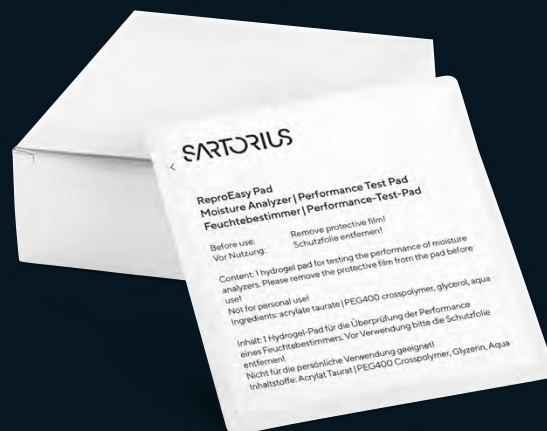 SARTORIUS
ReproEasy Pad
Moisture Analyzer | Performance Test Pad
Feuchtebestimmer | Performance-Test-Pad
Before use: Remove protective film!
Vor Nutzung: Schutzfolie entfernen!
Content: 1 hydrogel pad for testing the performance of moisture
analyzers. Please remove the protective film from the pad before
use!
Not for personal use!
Ingredients: acrylate taurate | PEG400 crosspolymer, glycerol, aqua
Inhalt: 1 Hydrogel-Pad für die Überprüfung der Performance
eines Feuchtebestimmers. Vor Verwendung bitte die Schutzfolie
entfernen!
Nicht für die persönliche Verwendung geeignet!
Inhaltstoffe: Acrylat Taurat | PEG400 Crosspolymer, Glyzerin, Aqua